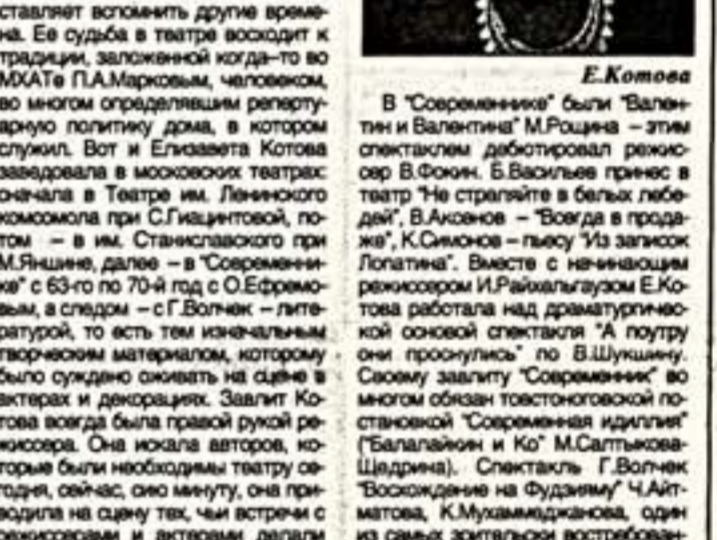 ставляет вспомнить другие време-
на. Ее судьба в театре восходит к
традиции, заложенной когда-то во
МХАТе П.А.Марковым, человеком,
во многом определявшим реперту-
арную политику дома, в котором
служил. Вот и Елизавета Котова
заведовала в московских театрах:
сначала в Театре им. Ленинского
комсомола при С.Гиацинтовой, по-
том – в им. Станиславского при
М.Яншине, далее – в "Современни-
ке" с 63-го по 70-й год с О.Ефремо-
вым, а следом – с Г.Волчек – лите-
ратурой, то есть тем изначальным
творческим материалом, которому
было суждено оживать на сцене в
актерах и декорациях. Завлит Ко-
това всегда была правой рукой ре-
жиссера. Она искала авторов, ко-
торые были необходимы театру се-
годня, сейчас, сию минуту, она при-
водила на сцену тех, чьи встречи с
режиссерами и актерами делали
Е.Котова
В "Современнике" были "Вален-
тин и Валентина" М.Рощина – этим
спектаклем дебютировал режис-
сер В.Фокин. Б.Васильев принес в
театр "Не стреляйте в белых лебе-
дей", В.Аксенов – "Всегда в прода-
же", К.Симонов – пьесу "Из записок
Лопатина". Вместе с начинающим
режиссером И.Райхельгаузом Е.Ко-
това работала над драматургичес-
кой основой спектакля "А поутру
они проснулись" по В.Шукшину.
Своему завлиту "Современник" во
многом обязан товстоноговской по-
становкой "Современная идиллия"
("Балалайкин и Ко" М.Салтыкова-
Щедрина). Спектакль Г.Волчек
"Восхождение на Фудзияму" Ч.Айт-
матова, К.Мухаммеджанова, один
из самых зрительски востребован-